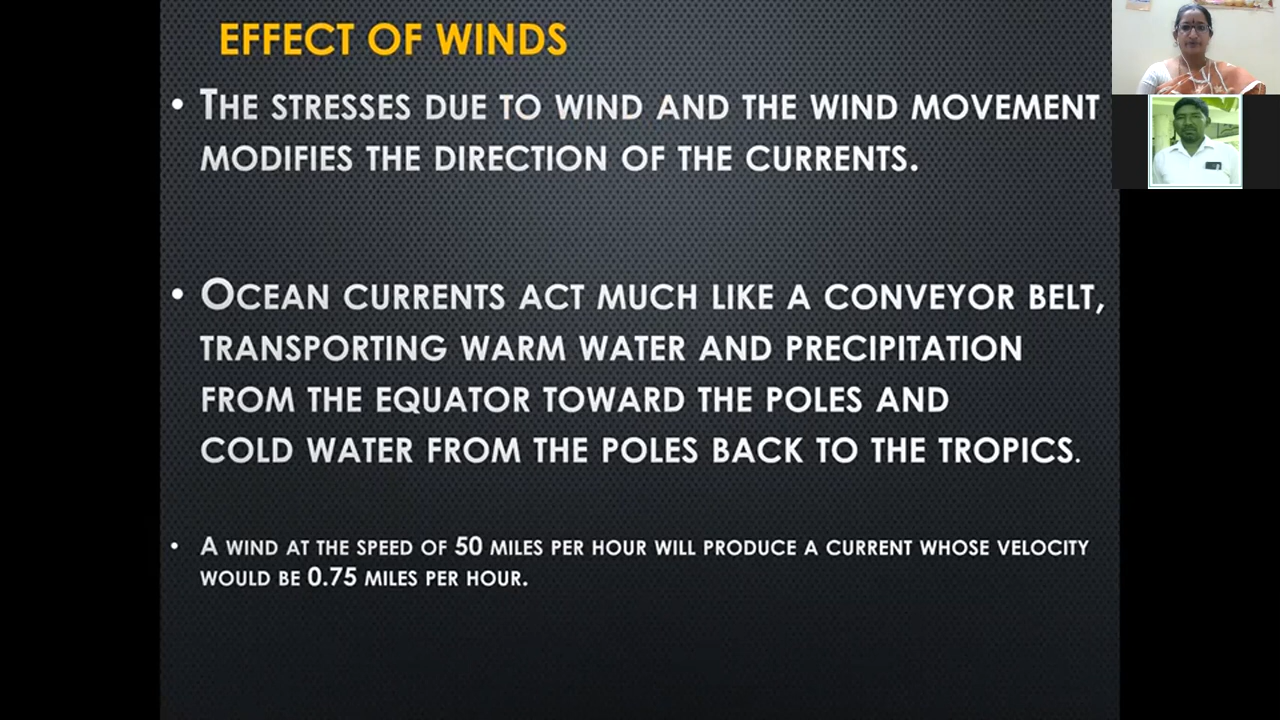 EFFECT OF WINDS
• THE STRESSES DUE TO WIND AND THE WIND MOVEMENT
MODIFIES THE DIRECTION OF THE CURRENTS.
• OCEAN CURRENTS ACT MUCH LIKE A CONVEYOR BELT,
TRANSPORTING WARM WATER AND PRECIPITATION
FROM THE EQUATOR TOWARD THE POLES AND
COLD WATER FROM THE POLES BACK TO THE TROPICS.
• A WIND AT THE SPEED OF 50 MILES PER HOUR WILL PRODUCE A CURRENT WHOSE VELOCITY
WOULD BE 0.75 MILES PER HOUR.